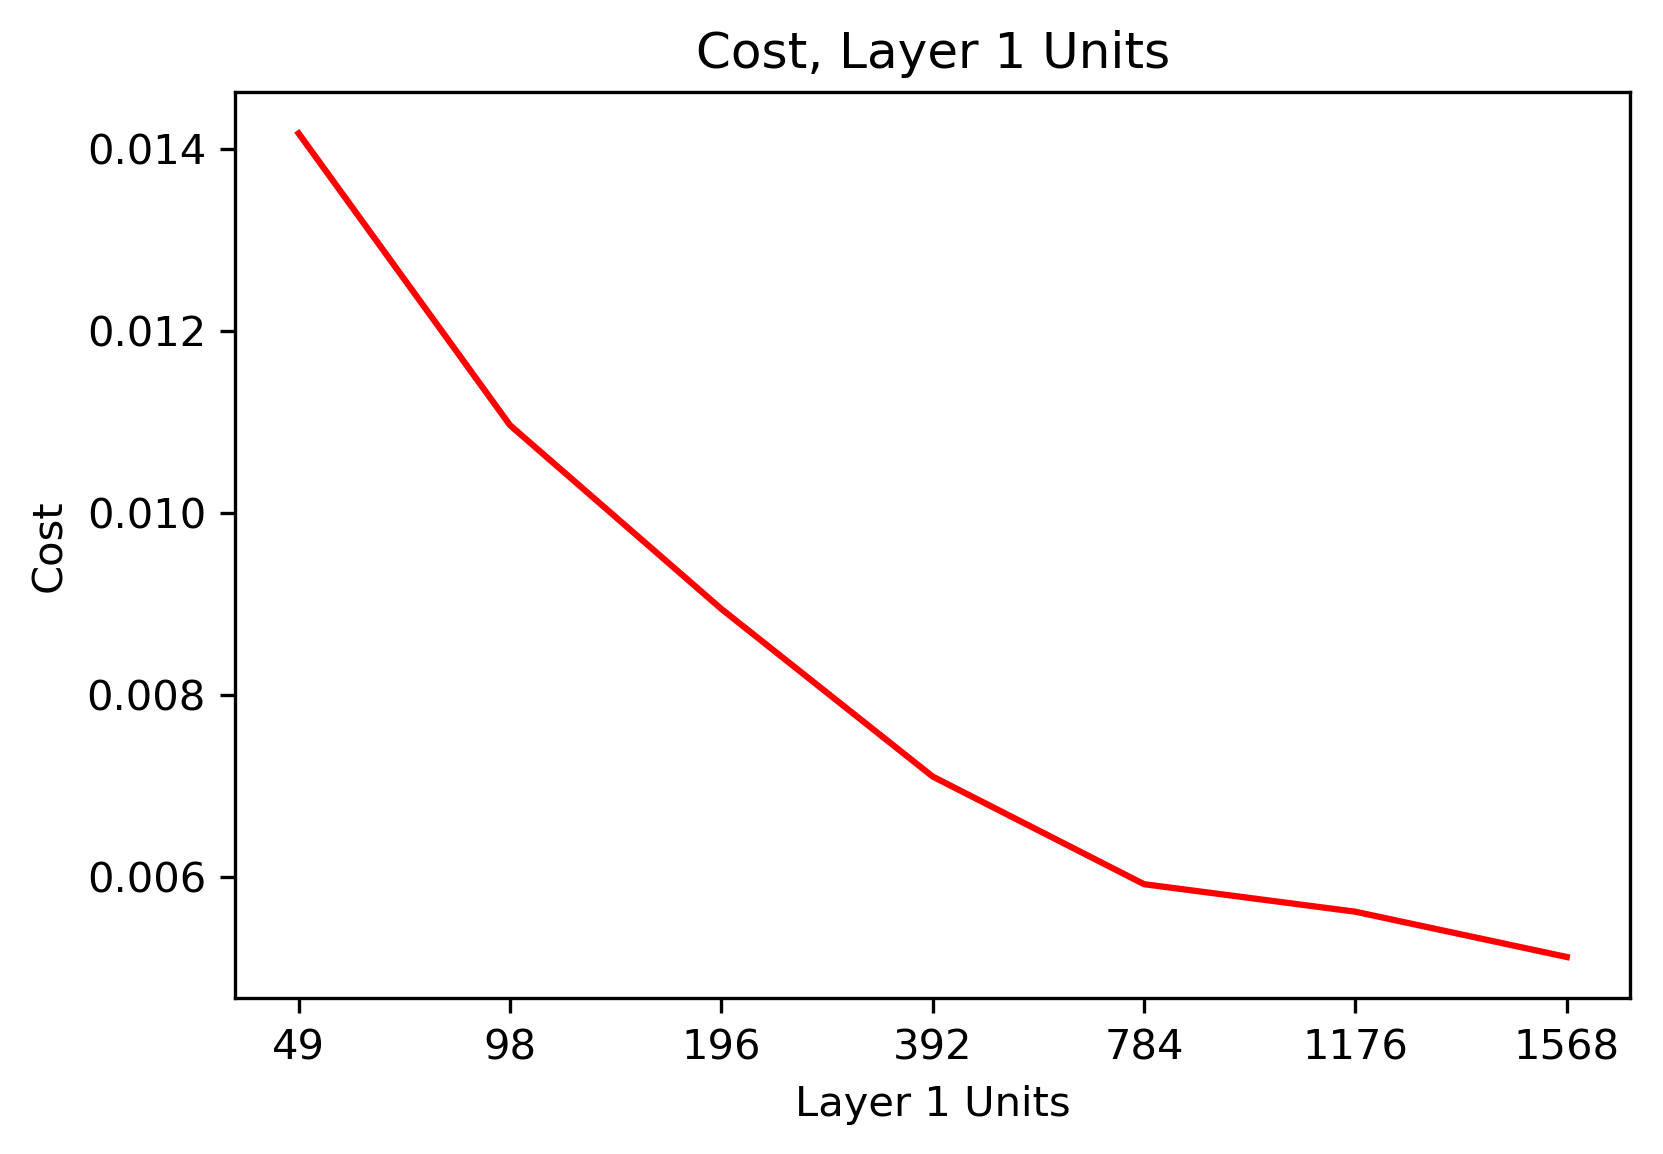 Cost, Layer 1 Units
0.014
0.012
0.010
0.008
0.006
Cost
49 98 196 392 784 1176 1568
Layer 1 Units